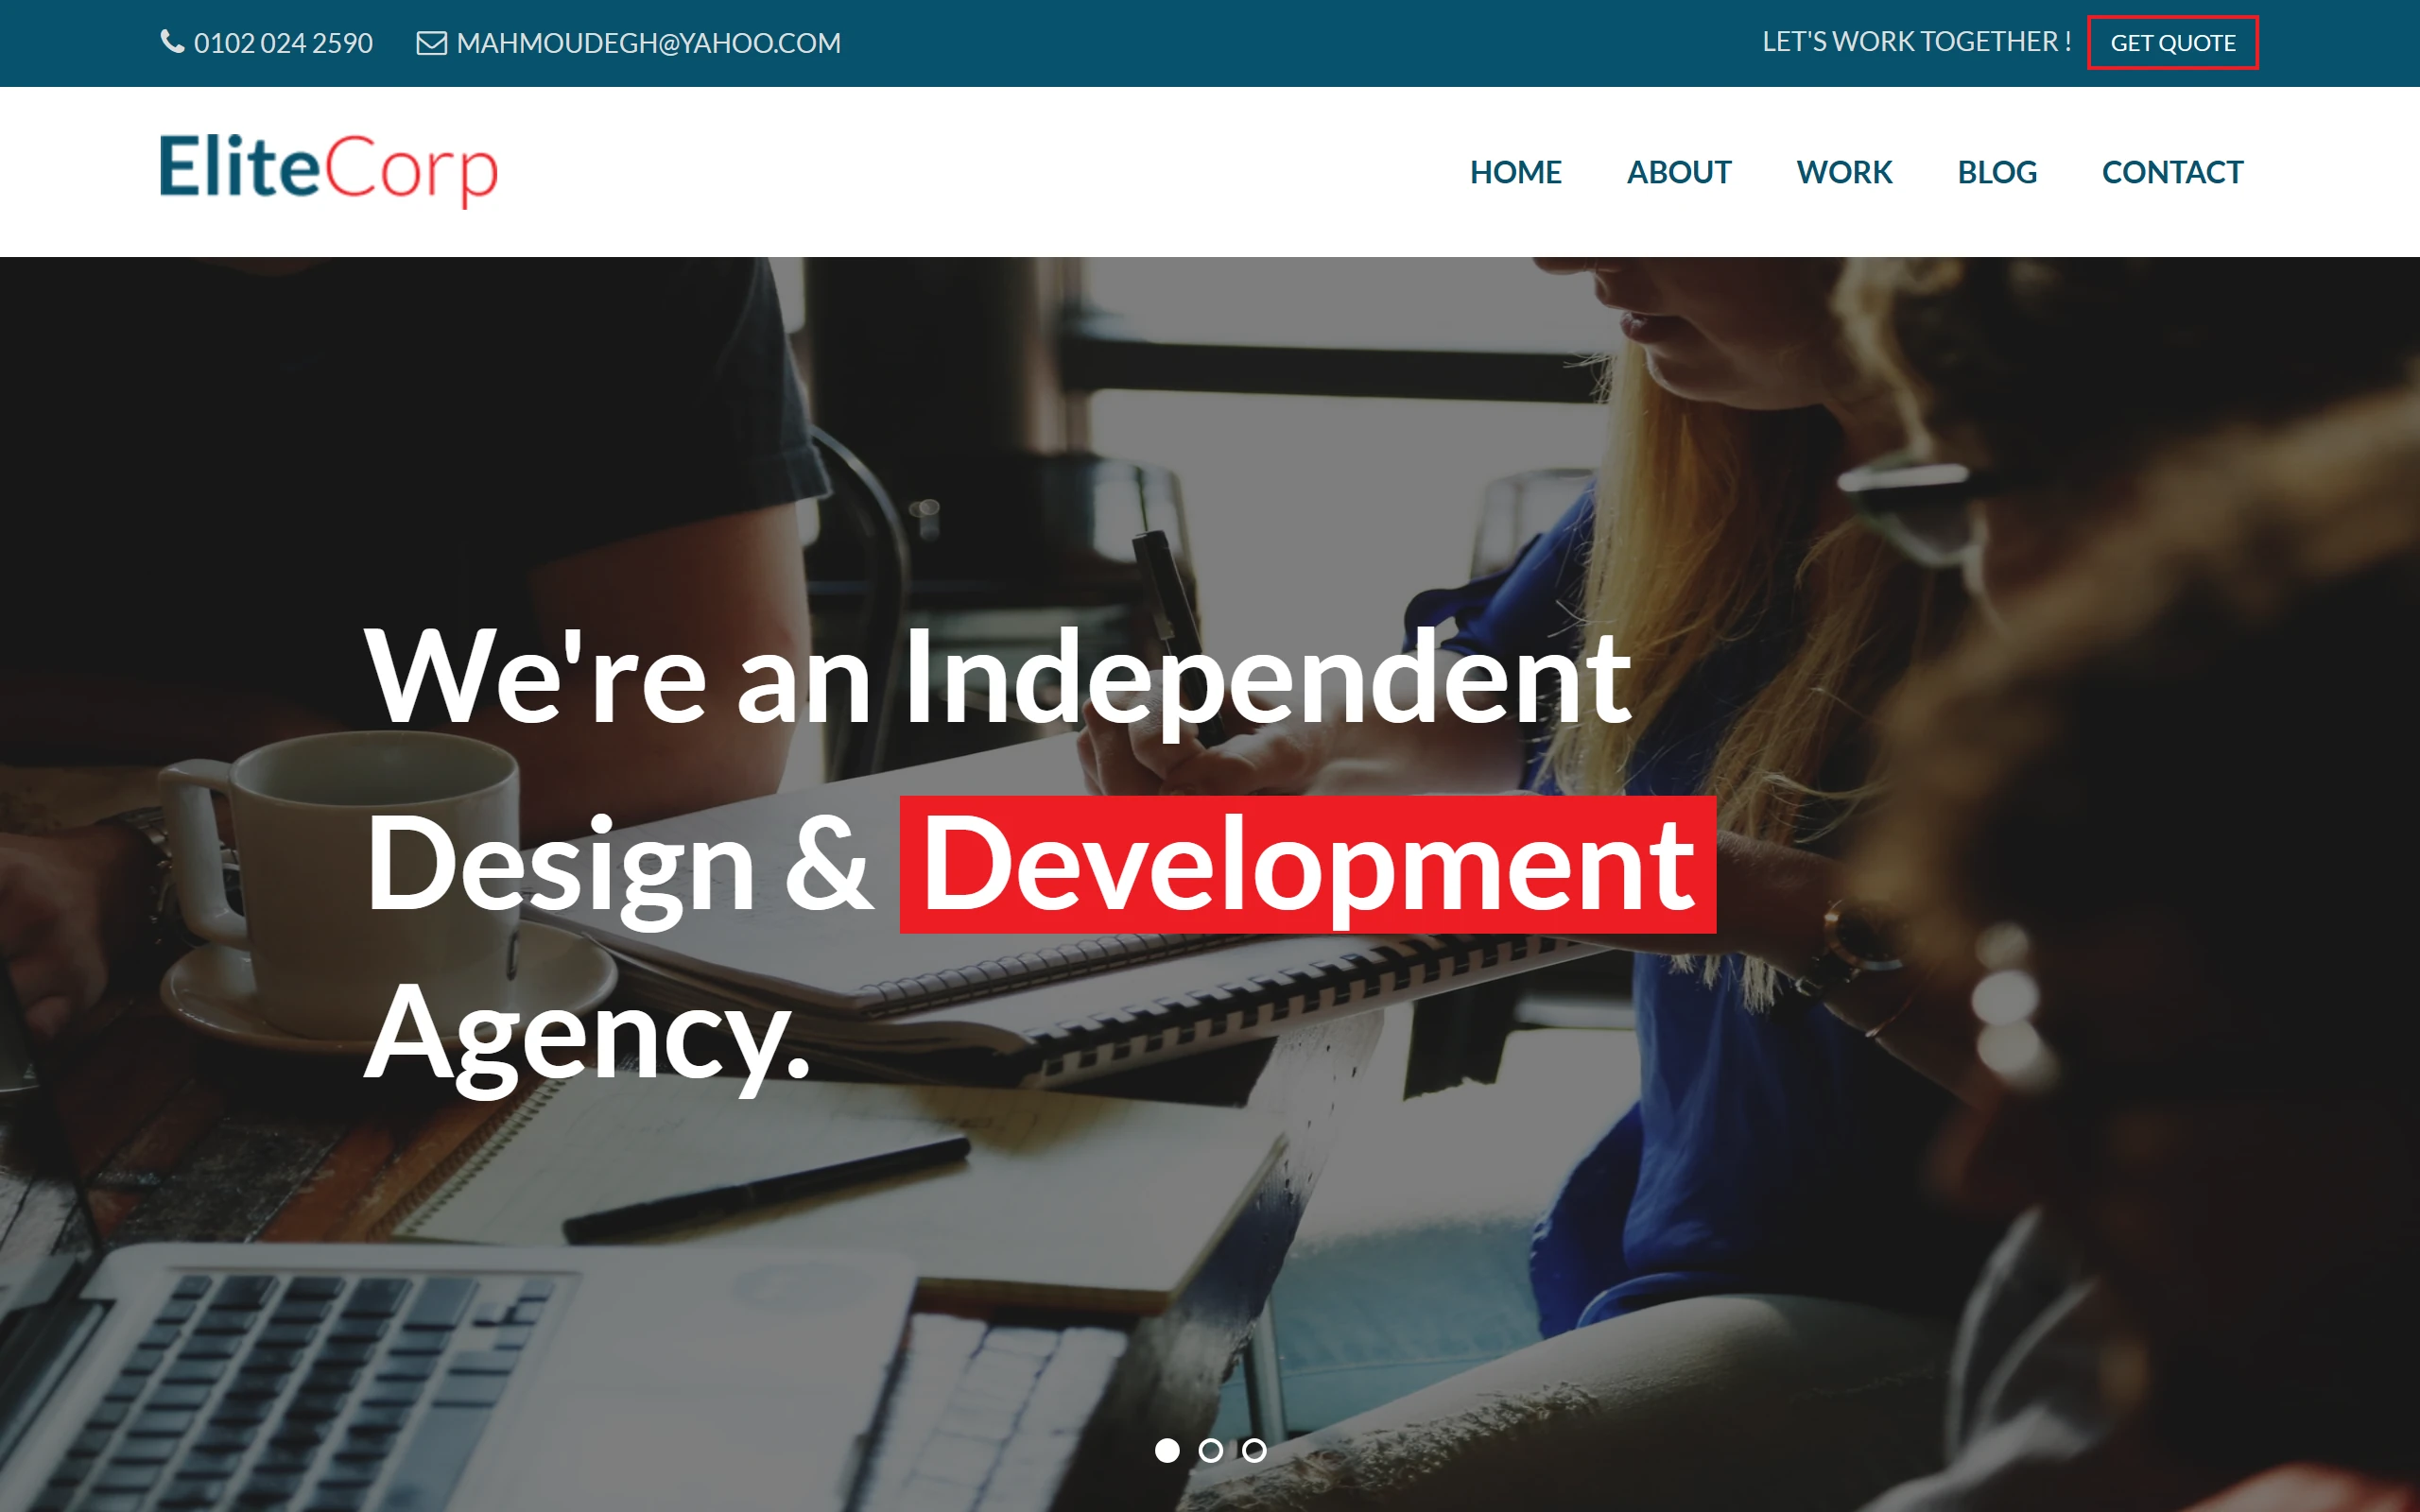 0102 024 2590 MAHMOUDEGH@YAHOO.COM LET'S WORK TOGETHER ! GET QUOTE
EliteCorp HOME ABOUT WORK BLOG CONTACT
We're an Independent
Design & Development
Agency.